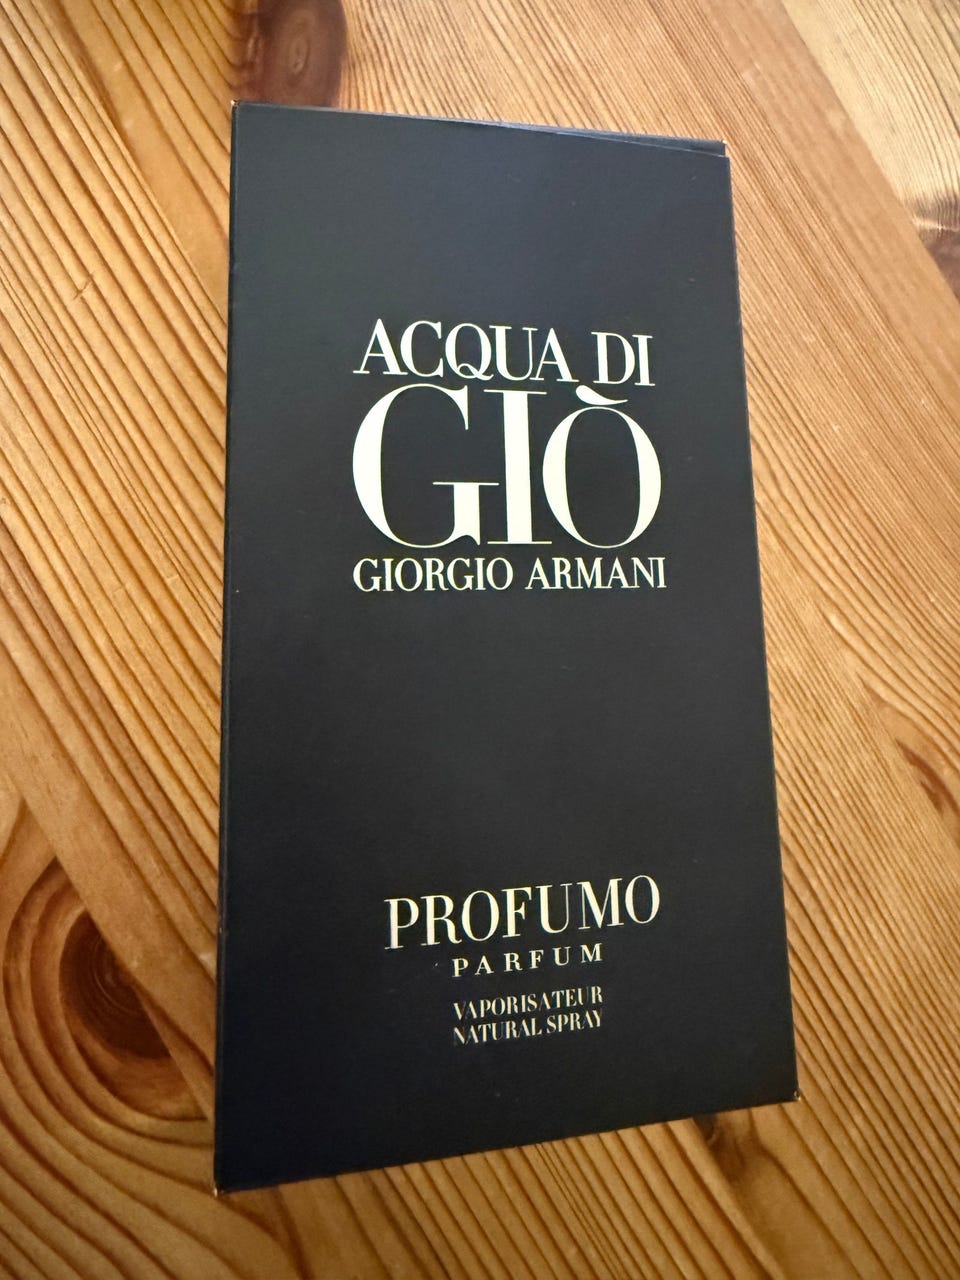 ACQUA DI
GIÒ
GIORGIO ARMANI
PROFUMO
PARFUM
VAPORISATEUR
NATURAL SPRAY